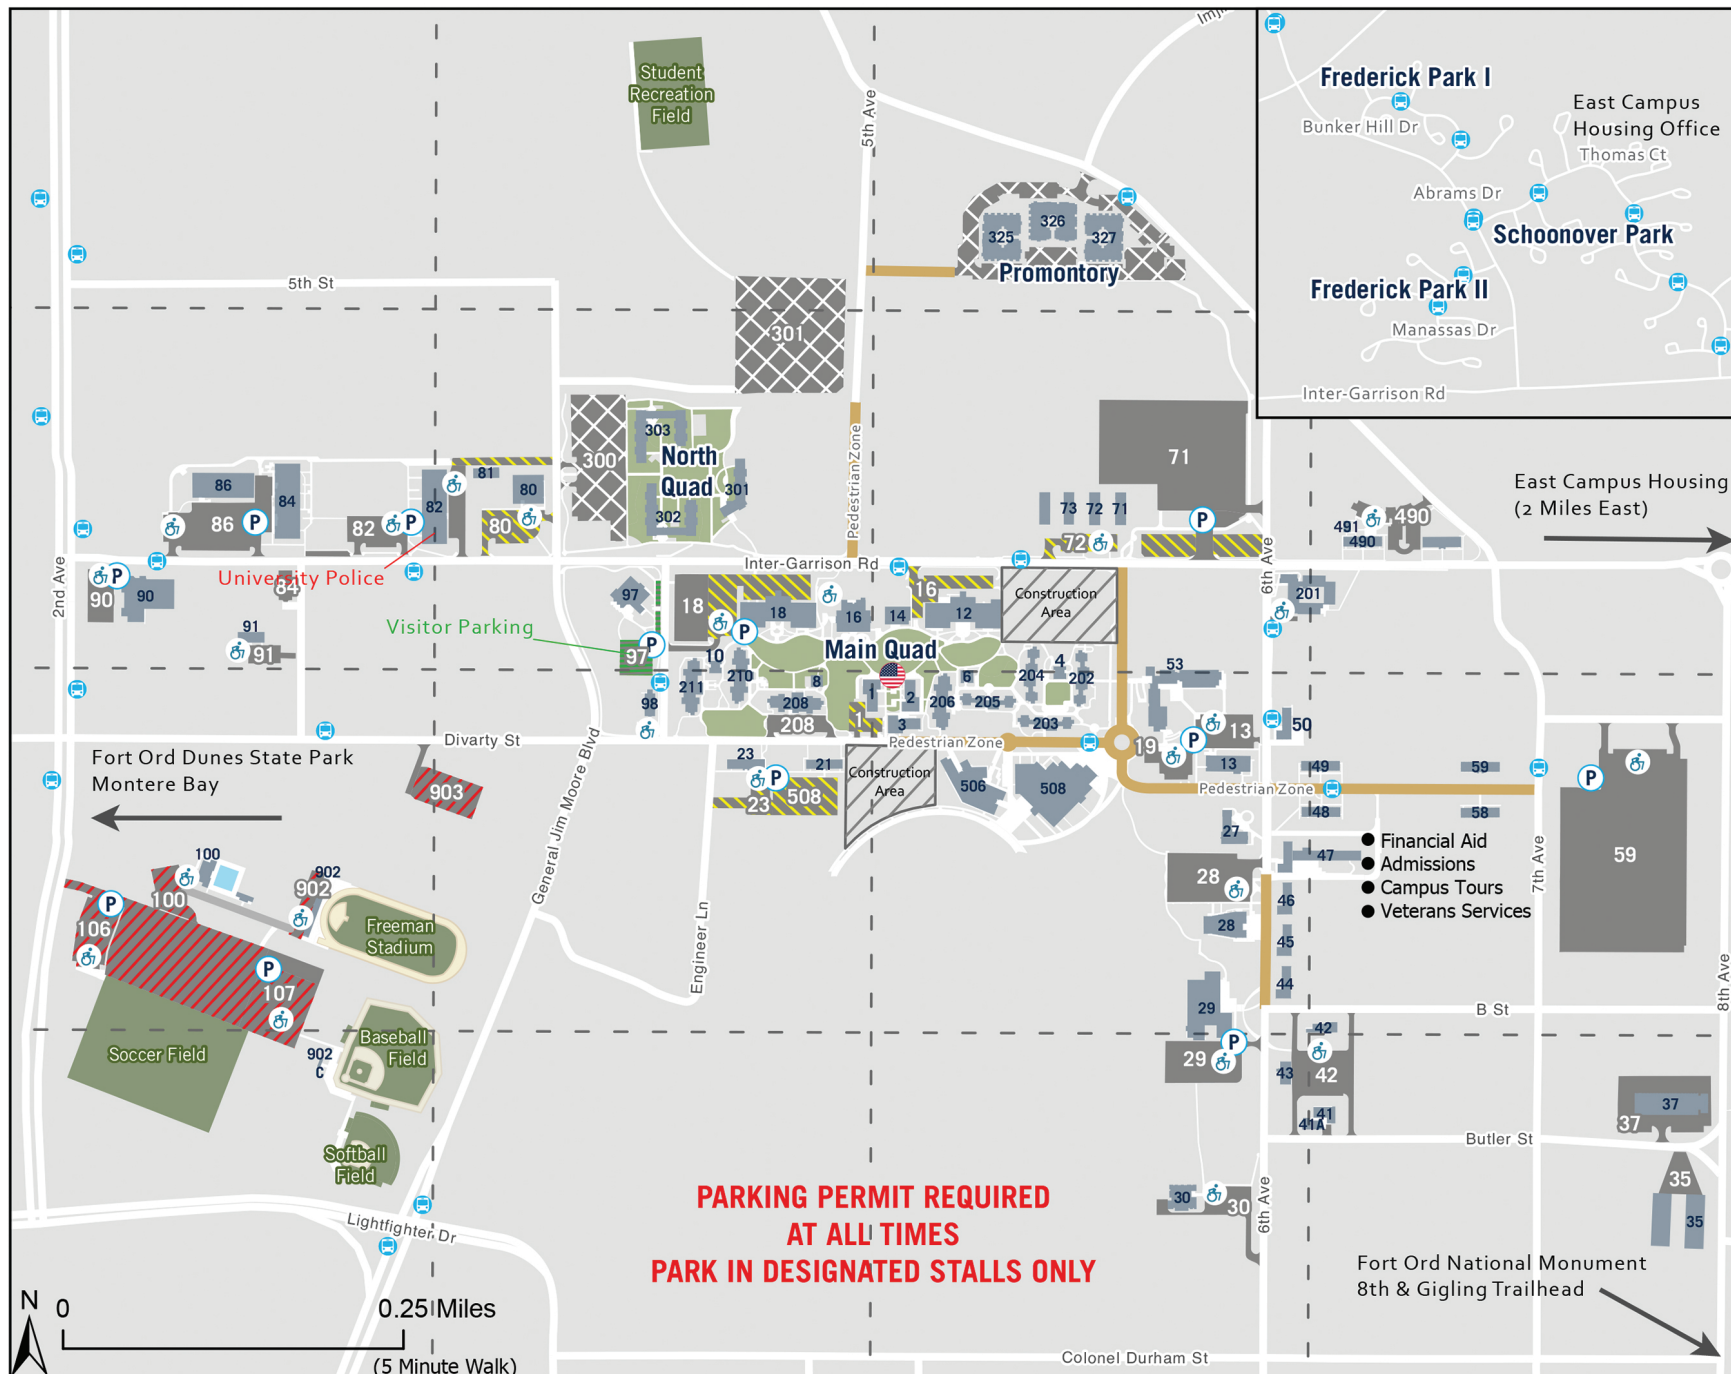 Imjin
Student
Recreation
Field
5th Ave
Frederick Park I
Bunker Hill Dr
East Campus
Housing Office
Thomas Ct
Abrams Dr
Schoonover Park
Frederick Park II
Manassas Dr
Inter-Garrison Rd
325
326
327
Promontory
5th St
301
303
North
Quad
300
301
302
Pedestrian Zone
71
East Campus Housing
(2 Miles East)
86
84
82
81
80
86
P
82
P
80
73
72
71
72
P
491
490
490
2nd Ave
Inter-Garrison Rd
6th Ave
University Police
P
90
90
84
91
91
Visitor Parking
97
97
P
18
P
18
16
14
16
12
Construction
Area
201
Main Quad
10
210
211
8
208
208
98
1
1
2
3
6
206
205
204
4
202
203
53
13
19
P
13
50
Divarty St
Pedestrian Zone
Fort Ord Dunes State Park
Montere Bay
General Jim Moore Blvd
23
21
P
23
508
Construction
Area
506
508
49
59
Pedestrian Zone
48
58
P
59
903
27
47
Financial Aid
Admissions
Campus Tours
Veterans Services
7th Ave
28
28
46
45
44
8th Ave
100
100
902
902
P
106
P
107
Freeman
Stadium
Engineer Ln
29
P
29
B St
Soccer Field
902
C
Baseball
Field
Softball
Field
42
42
43
41
41A
37
37
Butler St
35
35
30
30
6th Ave
PARKING PERMIT REQUIRED
AT ALL TIMES
PARK IN DESIGNATED STALLS ONLY
Lightfighter Dr
Fort Ord National Monument
8th & Gigling Trailhead
N
0
0.25 Miles
(5 Minute Walk)
Colonel Durham St